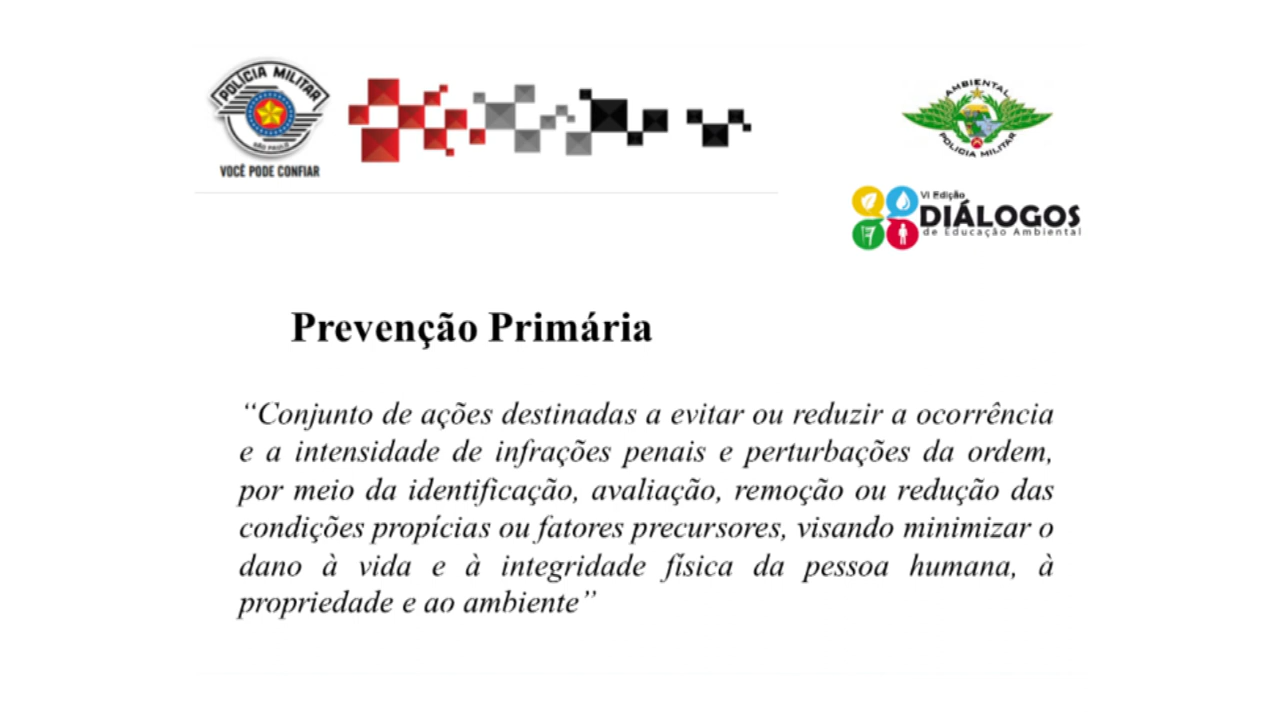 POLÍCIA MILITAR
SÃO PAULO
VOCÊ PODE CONFIAR
AMBIENTAL
POLÍCIA MILITAR
VI Edição
DIÁLOGOS
de Educação Ambiental
Prevenção Primária
“Conjunto de ações destinadas a evitar ou reduzir a ocorrência
e a intensidade de infrações penais e perturbações da ordem,
por meio da identificação, avaliação, remoção ou redução das
condições propícias ou fatores precursores, visando minimizar o
dano à vida e à integridade física da pessoa humana, à
propriedade e ao ambiente”